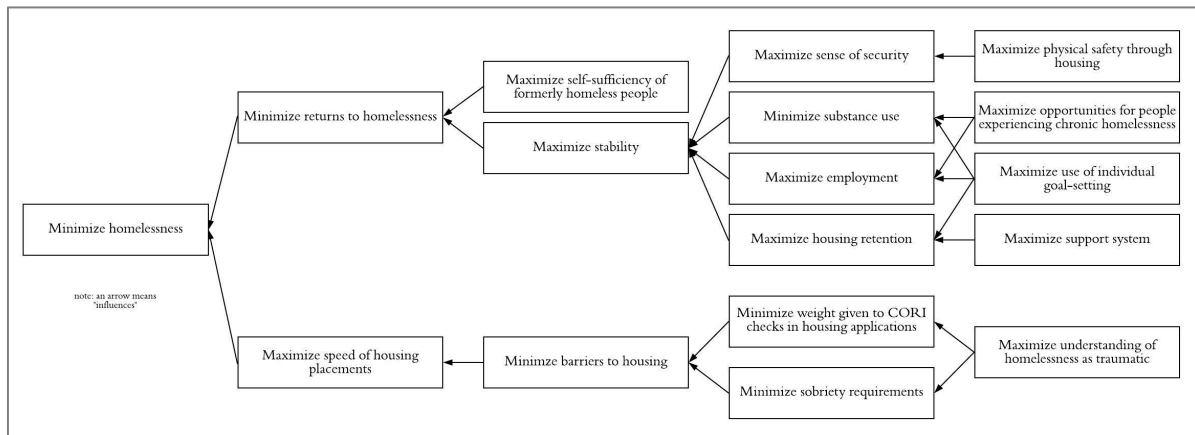 Minimize homelessness
note: an arrow means
"influences"
Minimize returns to homelessness
Maximize speed of housing
placements
Maximize self-sufficiency of
formerly homeless people
Maximize stability
Minimze barriers to housing
Maximize sense of security
Minimize substance use
Maximize employment
Maximize housing retention
Minimize weight given to CORI
checks in housing applications
Minimize sobriety requirements
Maximize physical safety through
housing
Maximize opportunities for people
experiencing chronic homelessness
Maximize use of individual
goal-setting
Maximize support system
Maximize understanding of
homelessness as traumatic